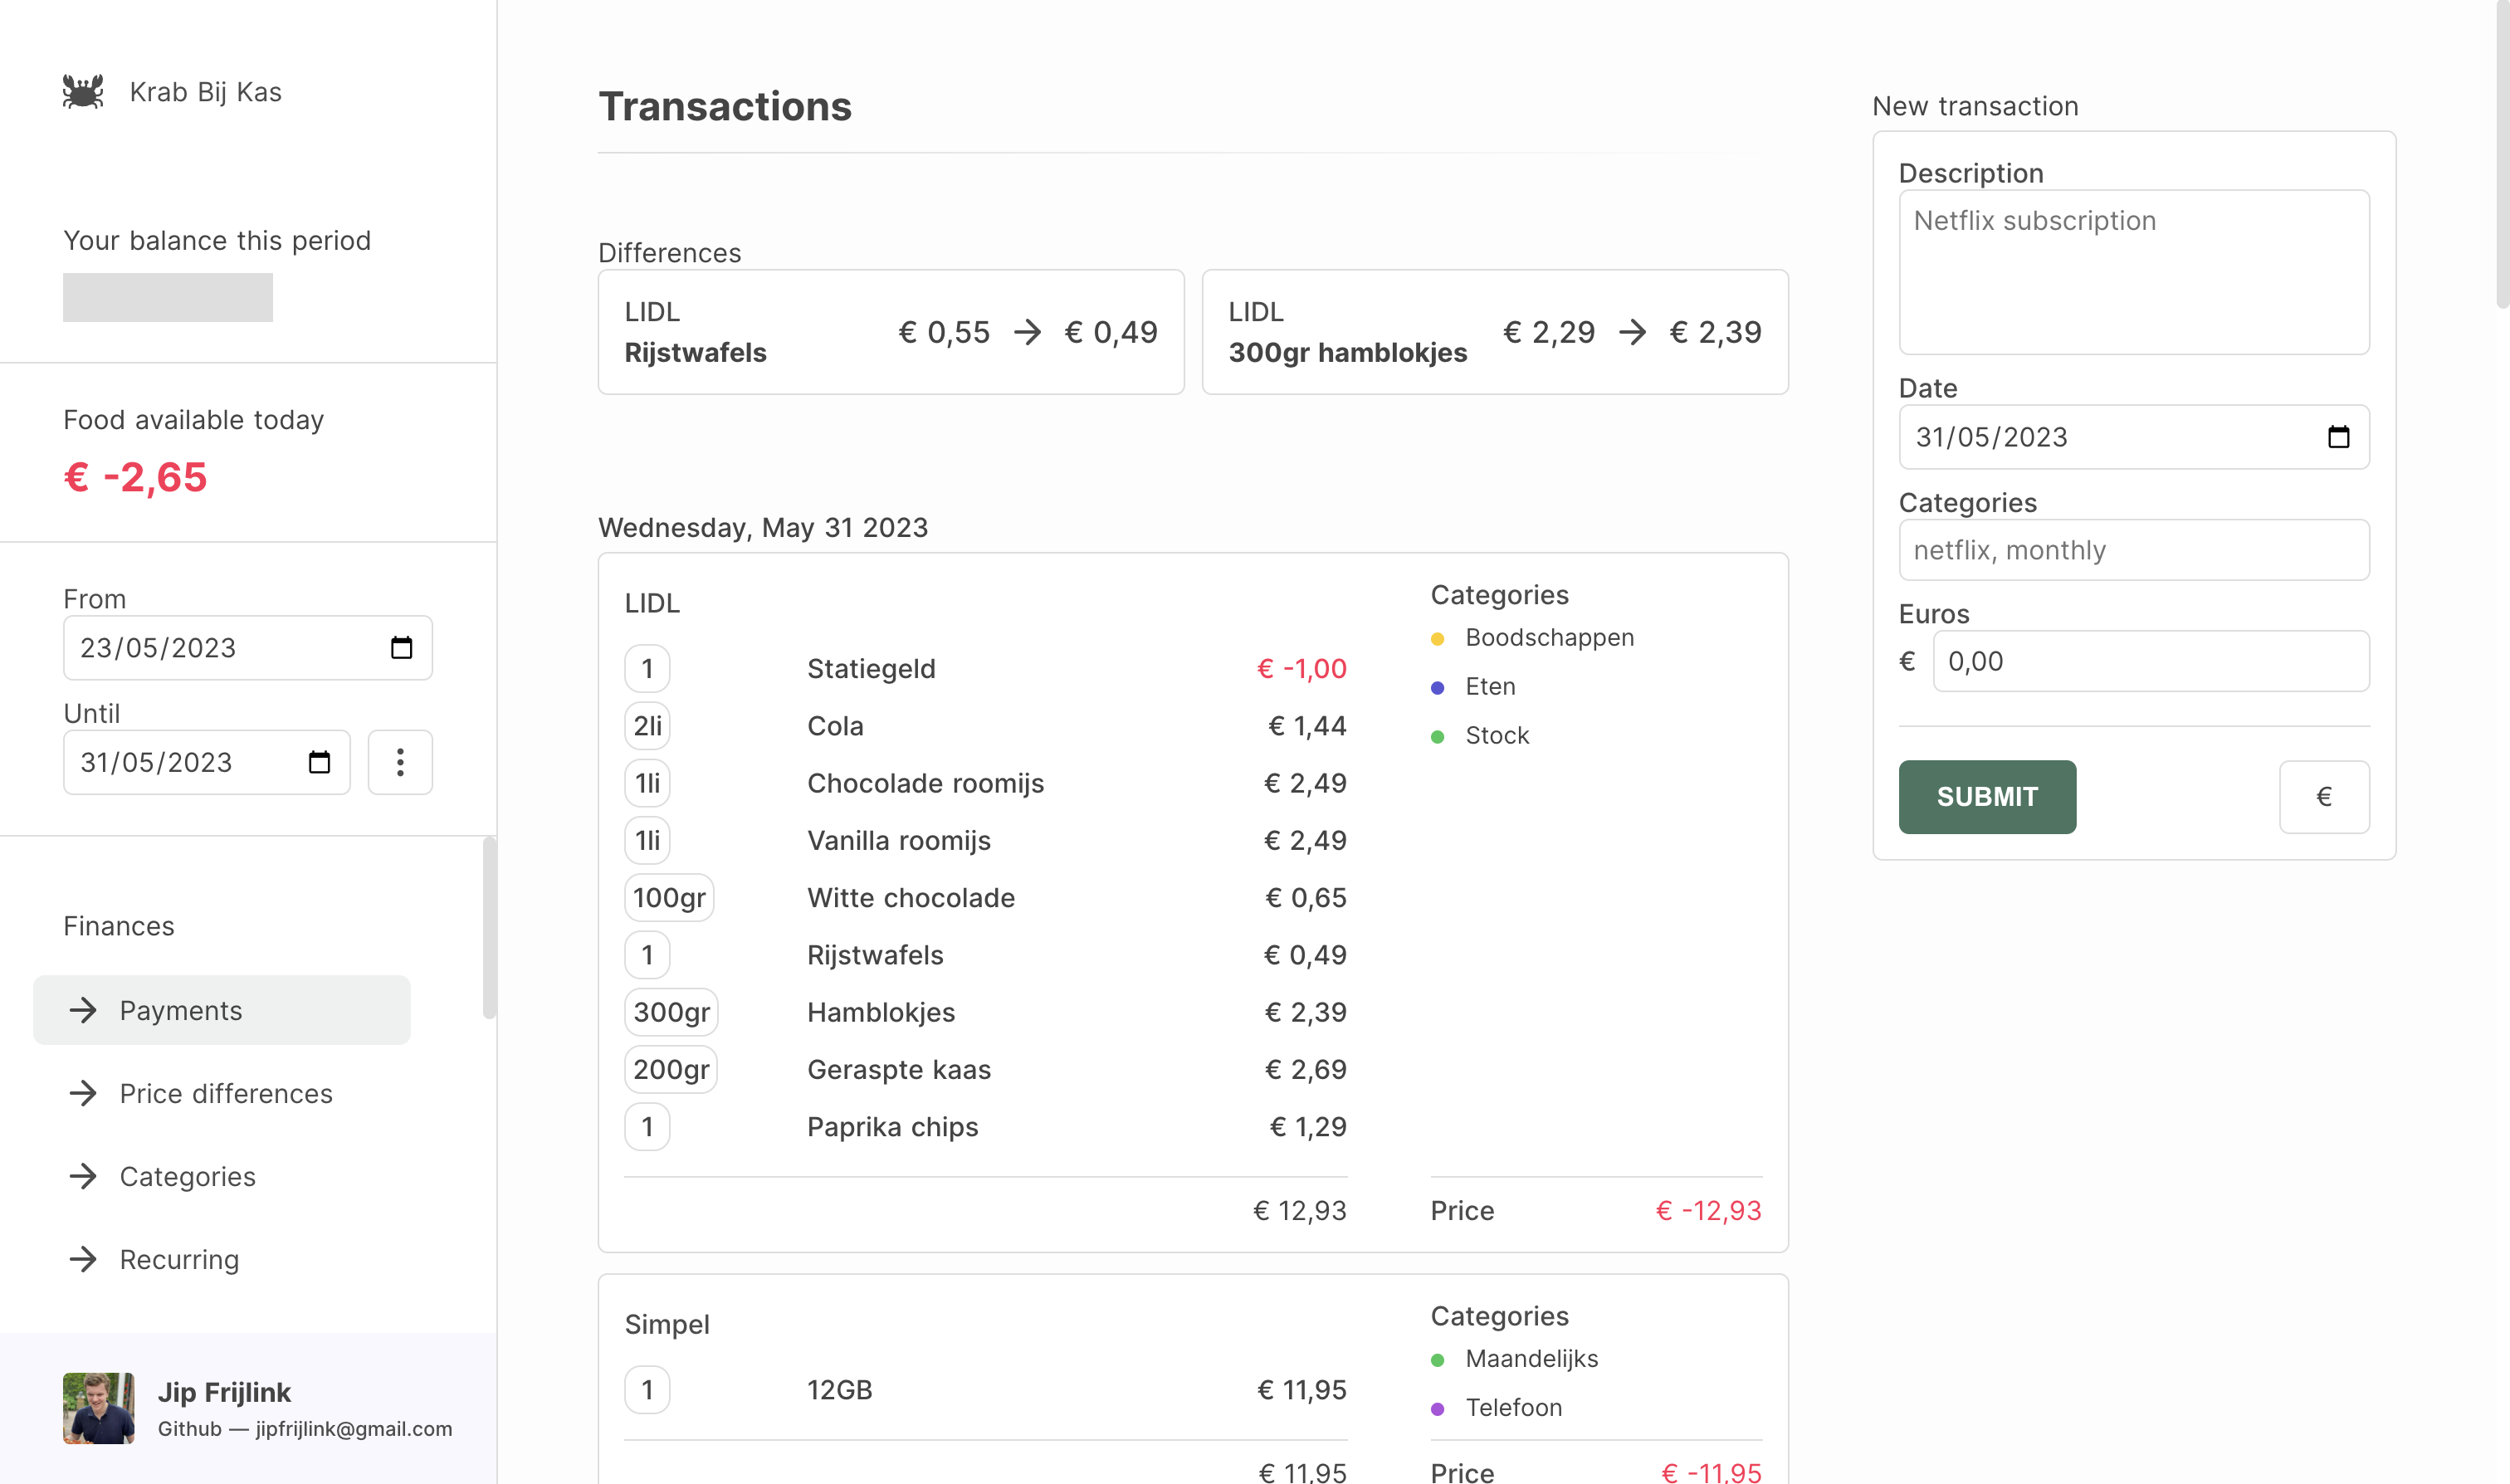 Krab Bij Kas
Your balance this period
Food available today
€ -2,65
From
23/05/2023
Until
31/05/2023
Finances
Payments
Price differences
Categories
Recurring
Jip Frijlink
Github — jipfrijlink@gmail.com
Transactions
Differences
LIDL
Rijstwafels
€ 0,55 → € 0,49
LIDL
300gr hamblokjes
€ 2,29 → € 2,39
Wednesday, May 31 2023
LIDL
1 Statiegeld € -1,00
2li Cola € 1,44
1li Chocolade roomijs € 2,49
1li Vanilla roomijs € 2,49
100gr Witte chocolade € 0,65
1 Rijstwafels € 0,49
300gr Hamblokjes € 2,39
200gr Geraspte kaas € 2,69
1 Paprika chips € 1,29
€ 12,93
Categories
Boodschappen
Eten
Stock
Price € -12,93
Simpel
1 12GB € 11,95
€ 11,95
Categories
Maandelijks
Telefoon
Price € -11,95
New transaction
Description
Netflix subscription
Date
31/05/2023
Categories
netflix, monthly
Euros
€ 0,00
SUBMIT €